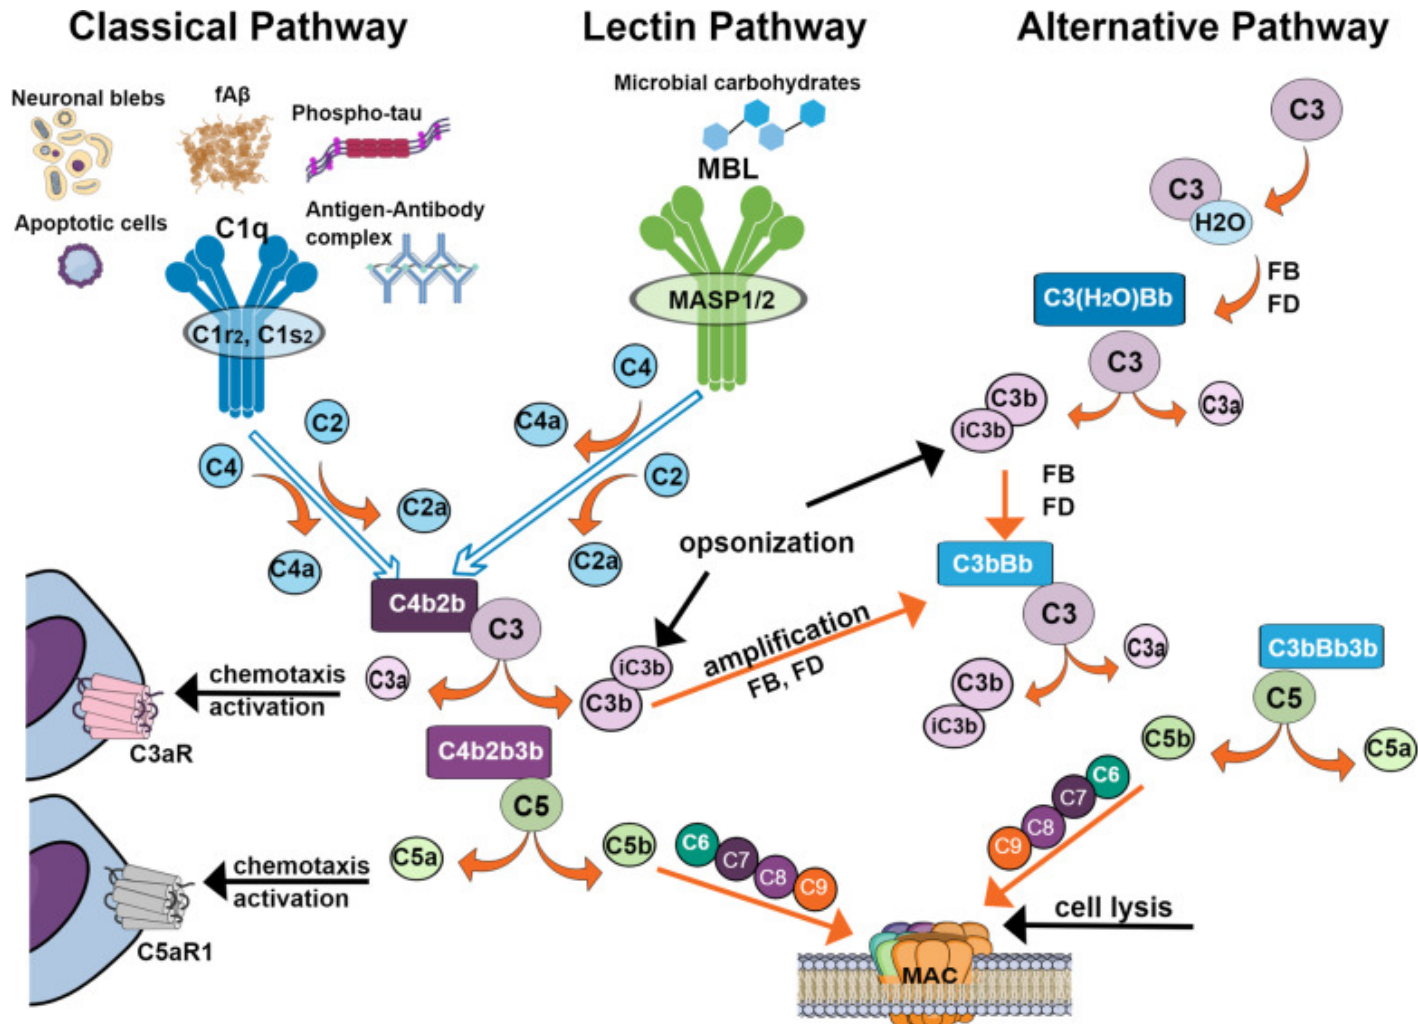 Classical Pathway
Lectin Pathway
Alternative Pathway
Neuronal blebs
fAβ
Phospho-tau
Apoptotic cells
C1q
Antigen-Antibody
complex
C1r2, C1s2
C4
C2
C4a
C2a
Microbial carbohydrates
MBL
MASP1/2
C4
C4a
C2
C2a
C3
C3
H2O
FB
FD
C3(H2O)Bb
C3
C3b
iC3b
C3a
FB
FD
opsonization
C4b2b
C3
C3a
iC3b
C3b
amplification
FB, FD
C3bBb
C3
C3a
C3b
iC3b
C3bBb3b
C5
C5b
C5a
chemotaxis
activation
C3aR
C4b2b3b
C5
C5a
C5b
C6
C7
C8
C9
C6
C7
C8
C9
chemotaxis
activation
C5aR1
cell lysis
MAC